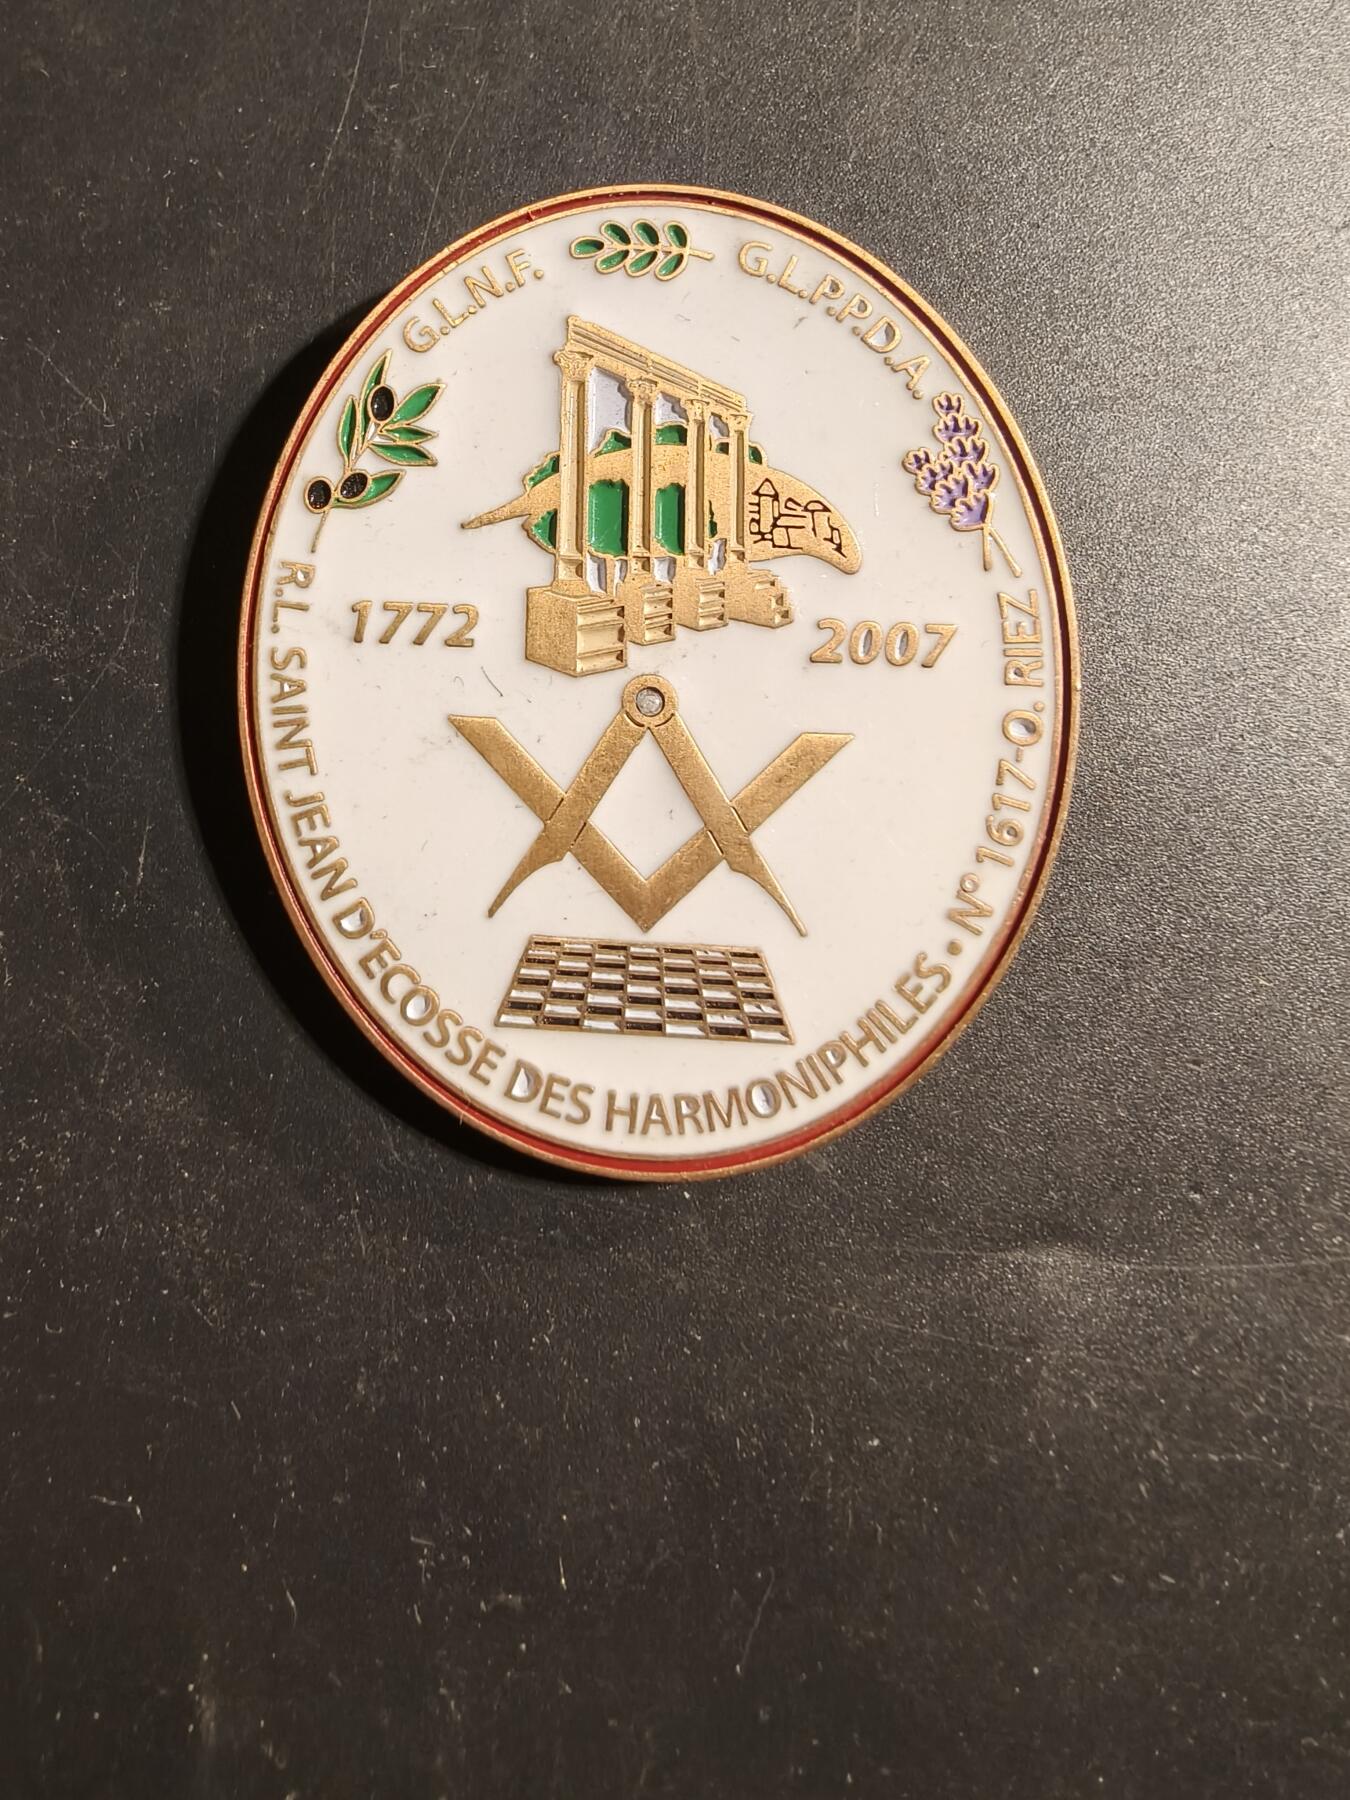 G.L.N.F.
G.L.P.P.D.A.
1772
2007
R.L. SAINT JEAN D'ECOSSE DES HARMONIPHILES • N° 1617-O. RIEZ